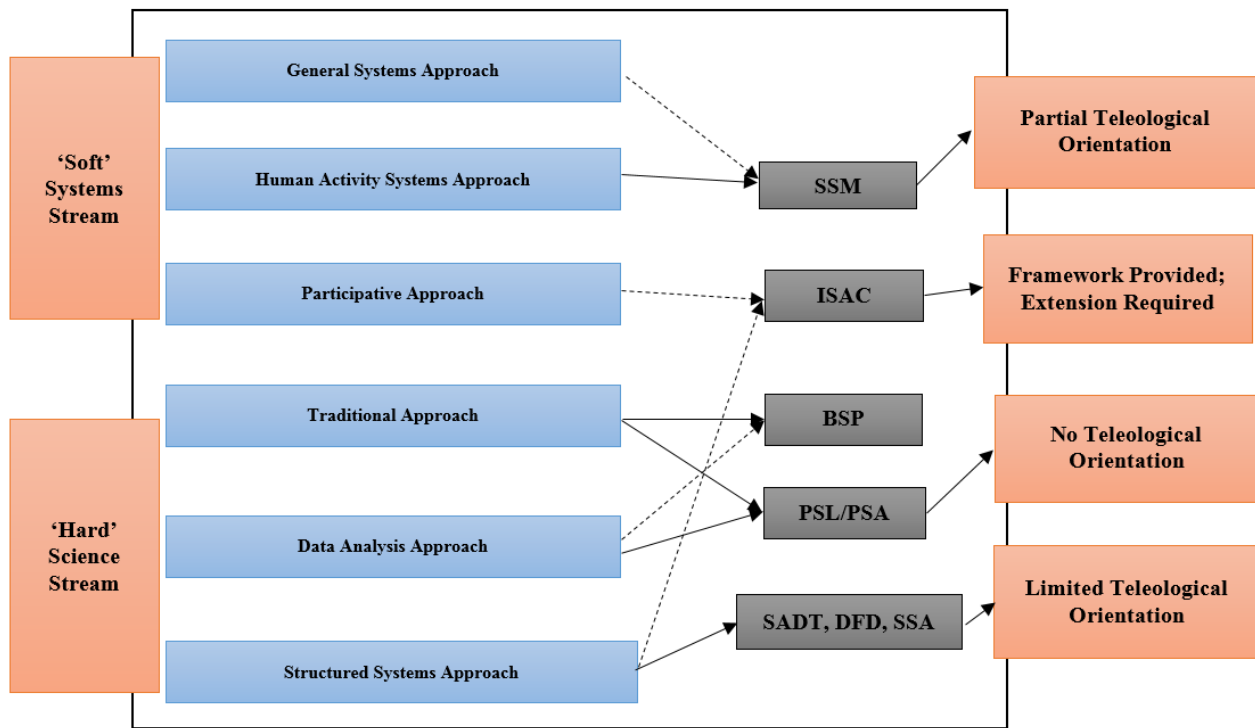 ‘Soft’
Systems
Stream
‘Hard’
Science
Stream
General Systems Approach
Human Activity Systems Approach
Participative Approach
Traditional Approach
Data Analysis Approach
Structured Systems Approach
SSM
ISAC
BSP
PSL/PSA
SADT, DFD, SSA
Partial Teleological
Orientation
Framework Provided;
Extension Required
No Teleological
Orientation
Limited Teleological
Orientation